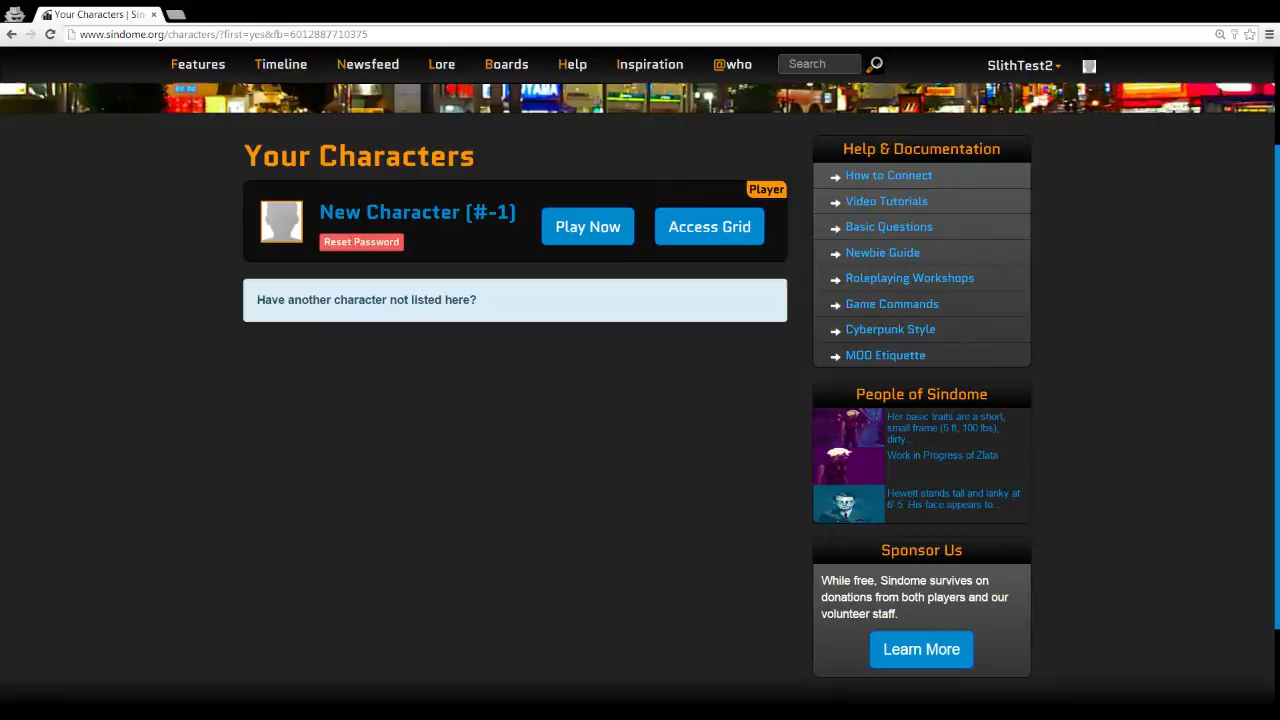 Your Characters | Sin
www.sindome.org/characters/?first=yes&fb=6012887710375
Features Timeline Newsfeed Lore Boards Help Inspiration @who Search SlithTest2
Your Characters
Player
New Character (#-1)
Reset Password
Play Now
Access Grid
Have another character not listed here?
Help & Documentation
How to Connect
Video Tutorials
Basic Questions
Newbie Guide
Roleplaying Workshops
Game Commands
Cyberpunk Style
MOO Etiquette
People of Sindome
Her basic traits are a short,
small frame (5 ft, 100 lbs),
dirty...
Work in Progress of Zlata
Hewett stands tall and lanky at
6' 5. His face appears to...
Sponsor Us
While free, Sindome survives on
donations from both players and our
volunteer staff.
Learn More